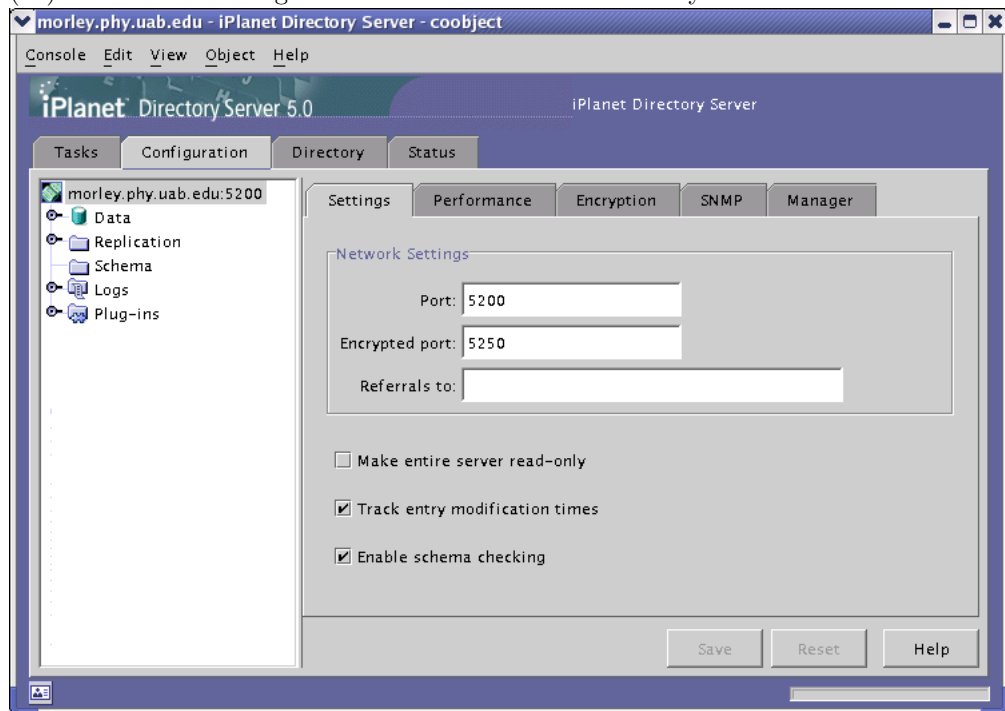 morley.phy.uab.edu - iPlanet Directory Server - coobject
Console Edit View Object Help
iPlanet Directory Server 5.0
iPlanet Directory Server
Tasks Configuration Directory Status
morley.phy.uab.edu:5200
Data
Replication
Schema
Logs
Plug-ins
Settings Performance Encryption SNMP Manager
Network Settings
Port: 5200
Encrypted port: 5250
Referrals to:
Make entire server read-only
Track entry modification times
Enable schema checking
Save Reset Help